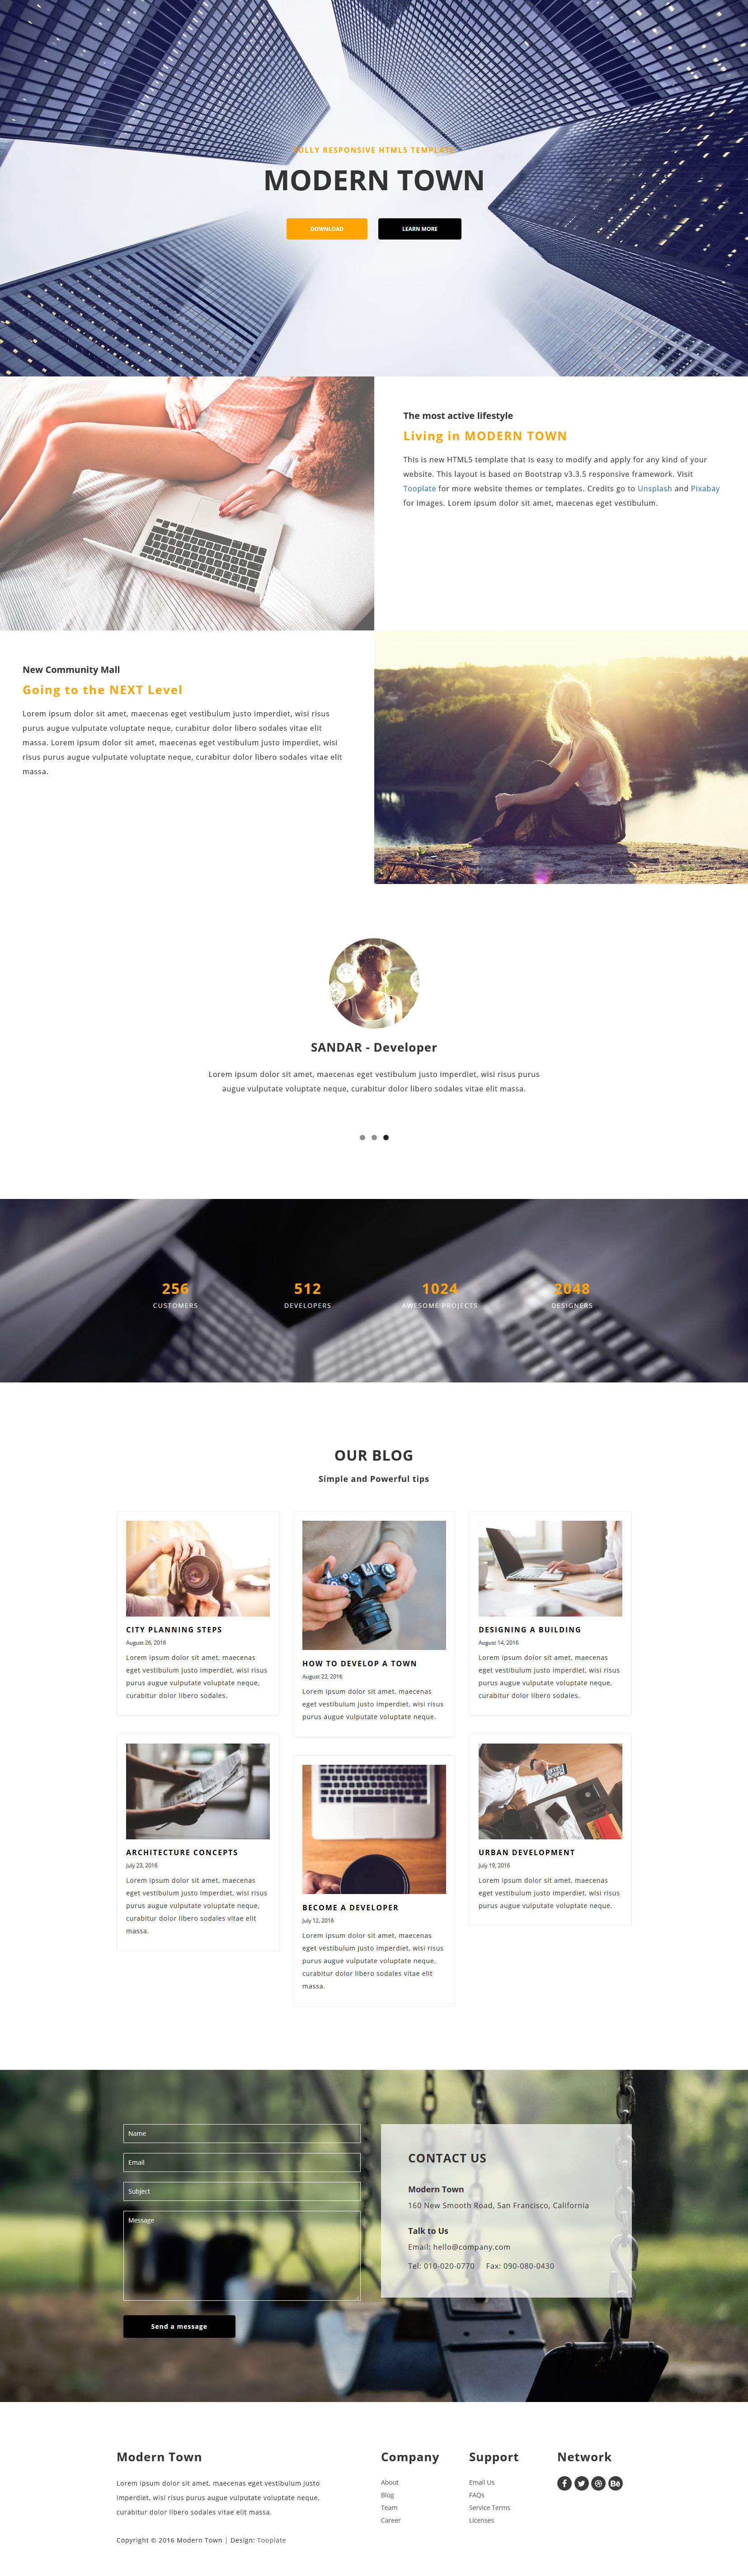 FULLY RESPONSIVE HTML5 TEMPLATE
MODERN TOWN
DOWNLOAD
LEARN MORE
The most active lifestyle
Living in MODERN TOWN
This is new HTML5 template that is easy to modify and apply for any kind of your
website. This layout is based on Bootstrap v3.3.5 responsive framework. Visit
Tooplate for more website themes or templates. Credits go to Unsplash and Pixabay
for images. Lorem ipsum dolor sit amet, maecenas eget vestibulum.
New Community Mall
Going to the NEXT Level
Lorem ipsum dolor sit amet, maecenas eget vestibulum justo imperdiet, wisi risus
purus augue vulputate voluptate neque, curabitur dolor libero sodales vitae elit
massa. Lorem ipsum dolor sit amet, maecenas eget vestibulum justo imperdiet, wisi
risus purus augue vulputate voluptate neque, curabitur dolor libero sodales vitae elit
massa.
SANDAR - Developer
Lorem ipsum dolor sit amet, maecenas eget vestibulum justo imperdiet, wisi risus purus
augue vulputate voluptate neque, curabitur dolor libero sodales vitae elit massa.
256
CUSTOMERS
512
DEVELOPERS
1024
AWESOME PROJECTS
2048
DESIGNERS
OUR BLOG
Simple and Powerful tips
CITY PLANNING STEPS
August 26, 2016
Lorem ipsum dolor sit amet, maecenas
eget vestibulum justo imperdiet, wisi risus
purus augue vulputate voluptate neque,
curabitur dolor libero sodales.
HOW TO DEVELOP A TOWN
August 22, 2016
Lorem ipsum dolor sit amet, maecenas
eget vestibulum justo imperdiet, wisi risus
purus augue vulputate voluptate neque.
DESIGNING A BUILDING
August 14, 2016
Lorem ipsum dolor sit amet, maecenas
eget vestibulum justo imperdiet, wisi risus
purus augue vulputate voluptate neque,
curabitur dolor libero sodales.
ARCHITECTURE CONCEPTS
July 23, 2016
Lorem ipsum dolor sit amet, maecenas
eget vestibulum justo imperdiet, wisi risus
purus augue vulputate voluptate neque,
curabitur dolor libero sodales vitae elit
massa.
BECOME A DEVELOPER
July 12, 2016
Lorem ipsum dolor sit amet, maecenas
eget vestibulum justo imperdiet, wisi risus
purus augue vulputate voluptate neque,
curabitur dolor libero sodales vitae elit
massa.
URBAN DEVELOPMENT
July 19, 2016
Lorem ipsum dolor sit amet, maecenas
eget vestibulum justo imperdiet, wisi risus
purus augue vulputate voluptate neque.
Name
Email
Subject
Message
Send a message
CONTACT US
Modern Town
160 New Smooth Road, San Francisco, California
Talk to Us
Email: hello@company.com
Tel: 010-020-0770 Fax: 090-080-0430
Modern Town
Lorem ipsum dolor sit amet, maecenas eget vestibulum justo
imperdiet, wisi risus purus augue vulputate voluptate neque,
curabitur dolor libero sodales vitae elit massa.
Copyright © 2016 Modern Town | Design: Tooplate
Company
About
Blog
Team
Career
Support
Email Us
FAQs
Service Terms
Licenses
Network